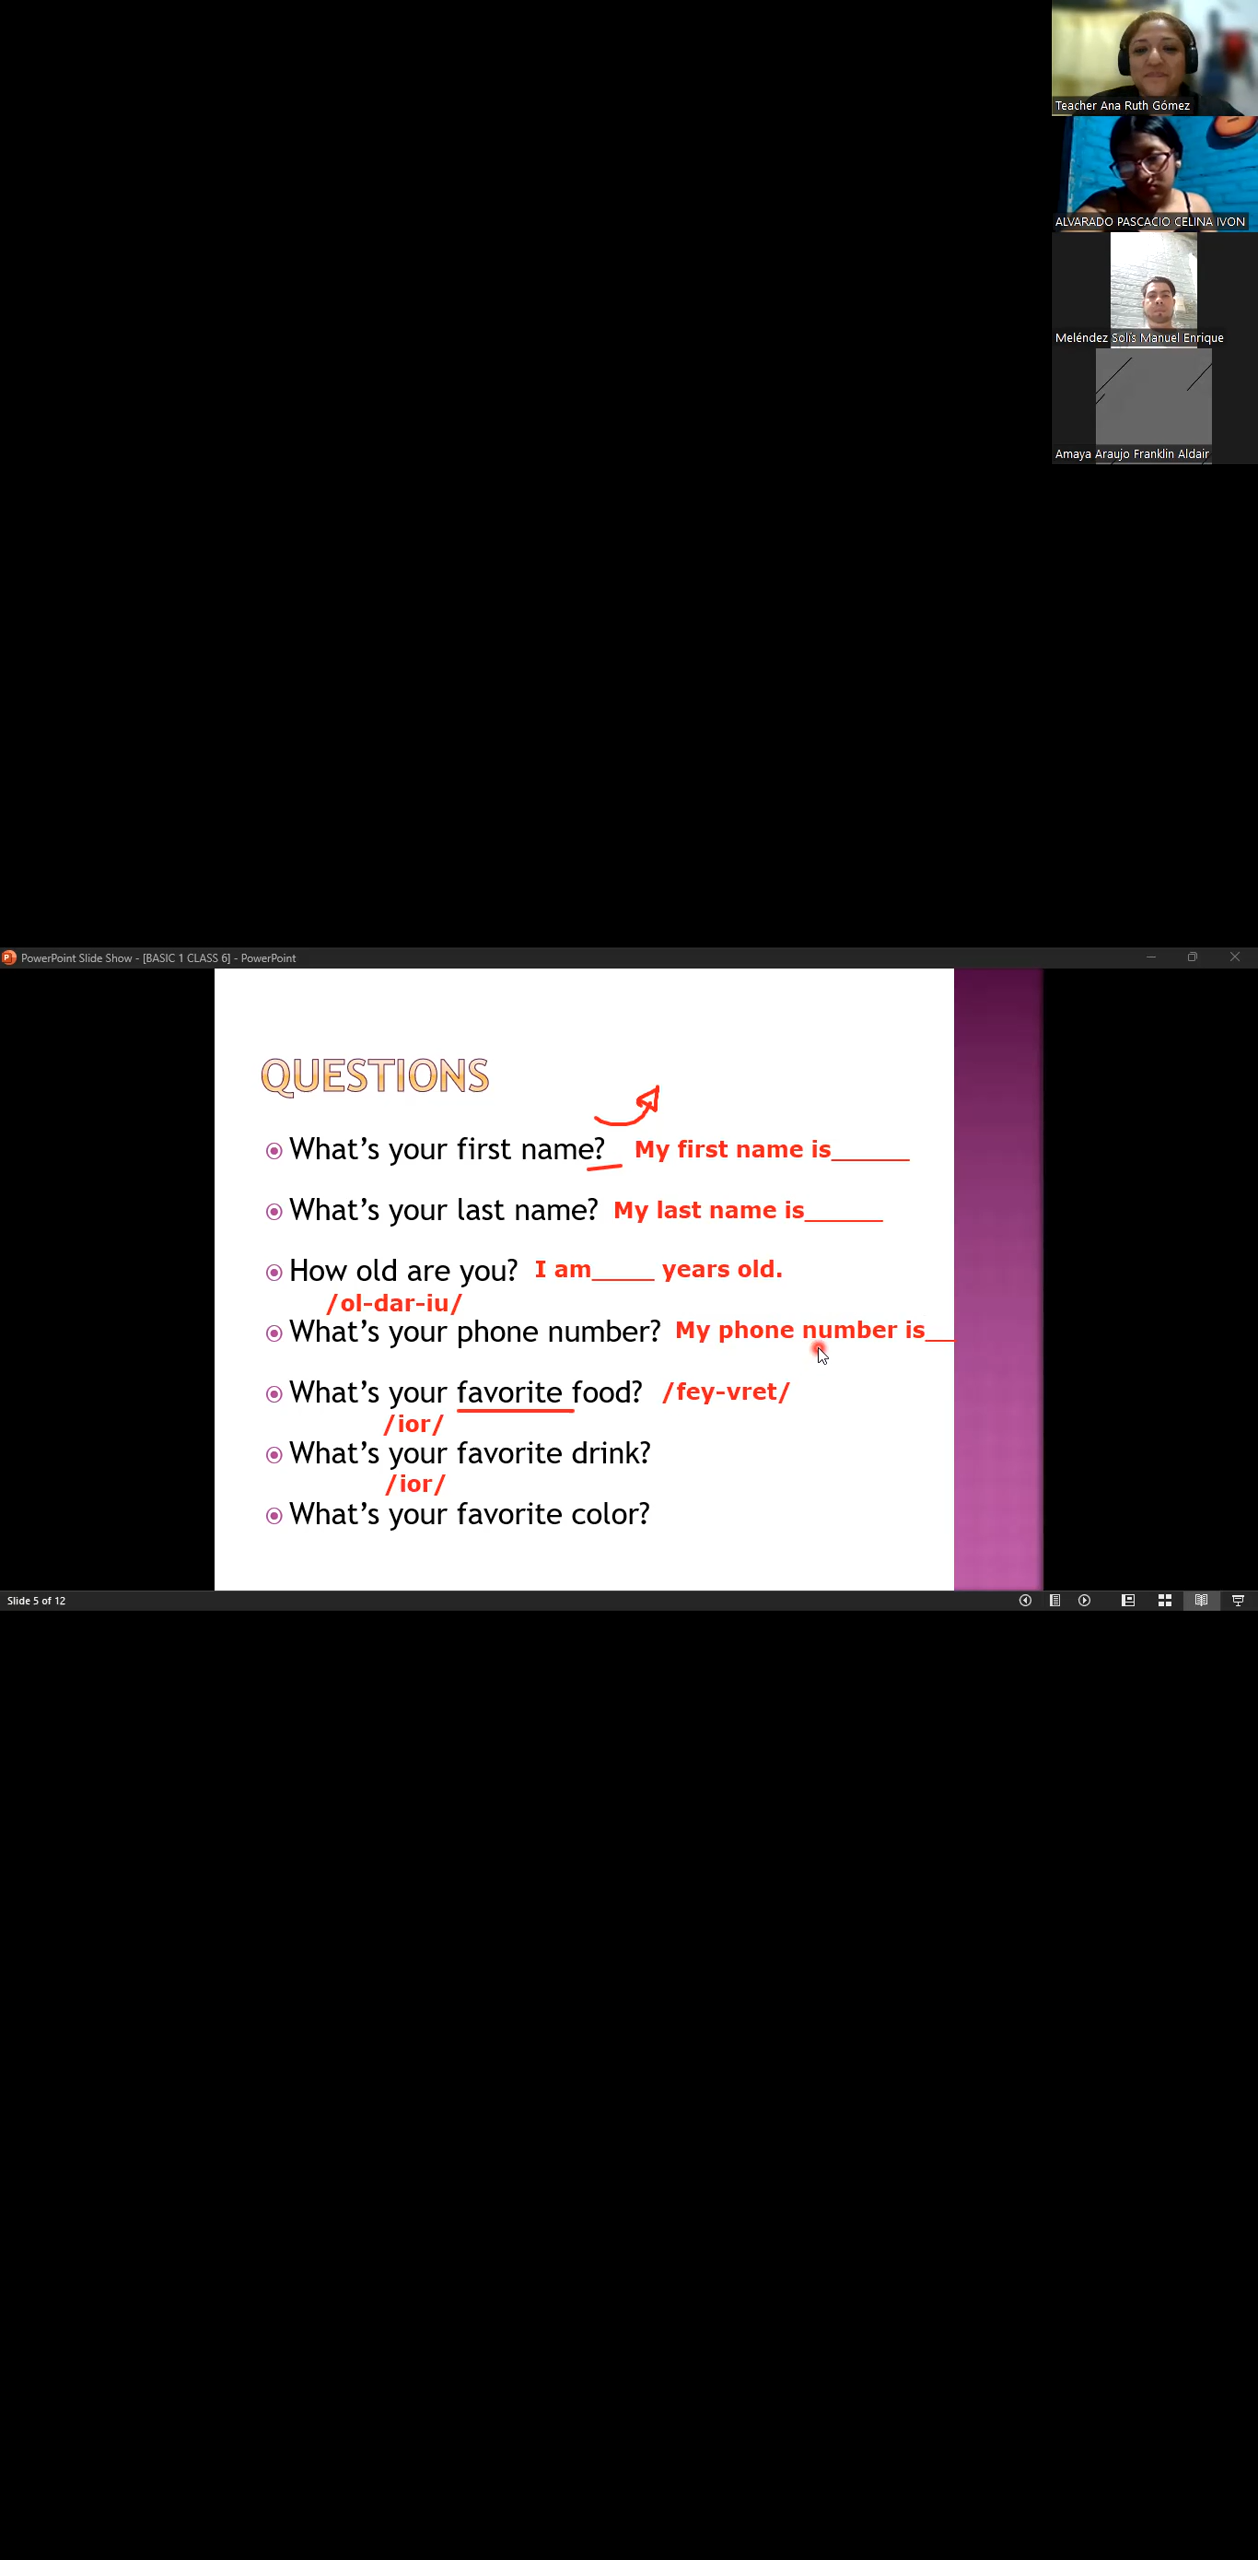 Teacher Ana Ruth Gómez
ALVARADO PASCACIO CELINA IVON
Meléndez Solis Manuel Enrique
Amaya Araujo Franklin Aldair
PowerPoint Slide Show - [BASIC 1 CLASS 6] - PowerPoint
QUESTIONS
What's your first name? My first name is______
What's your last name? My last name is______
How old are you? I am____ years old.
/ol-dar-iu/
What's your phone number? My phone number is__
What's your favorite food? /fey-vret/
/ior/
What's your favorite drink?
/ior/
What's your favorite color?
Slide 5 of 12